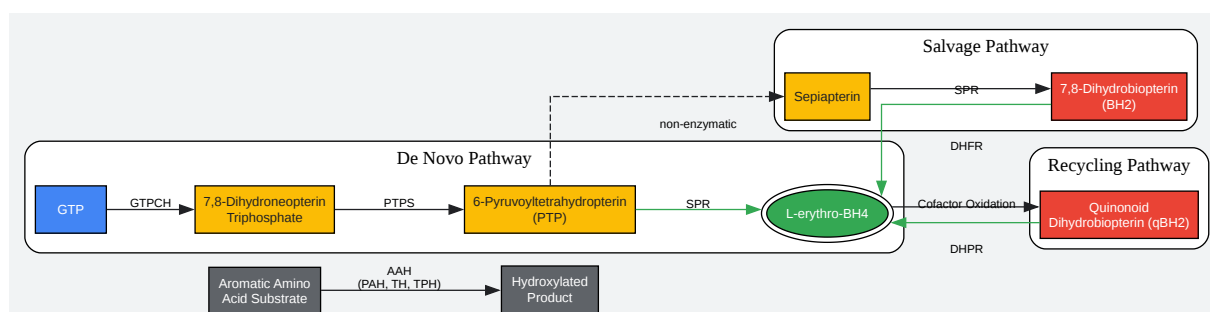 Salvage Pathway
Sepiapterin
SPR
7,8-Dihydrobiopterin
(BH2)
non-enzymatic
DHFR
De Novo Pathway
GTP
GTPCH
7,8-Dihydroneopterin
Triphosphate
PTPS
6-Pyruvoyltetrahydropterin
(PTP)
SPR
L-erythro-BH4
Recycling Pathway
Cofactor Oxidation
Quinonoid
Dihydrobiopterin (qBH2)
DHPR
Aromatic Amino
Acid Substrate
AAH
(PAH, TH, TPH)
Hydroxylated
Product